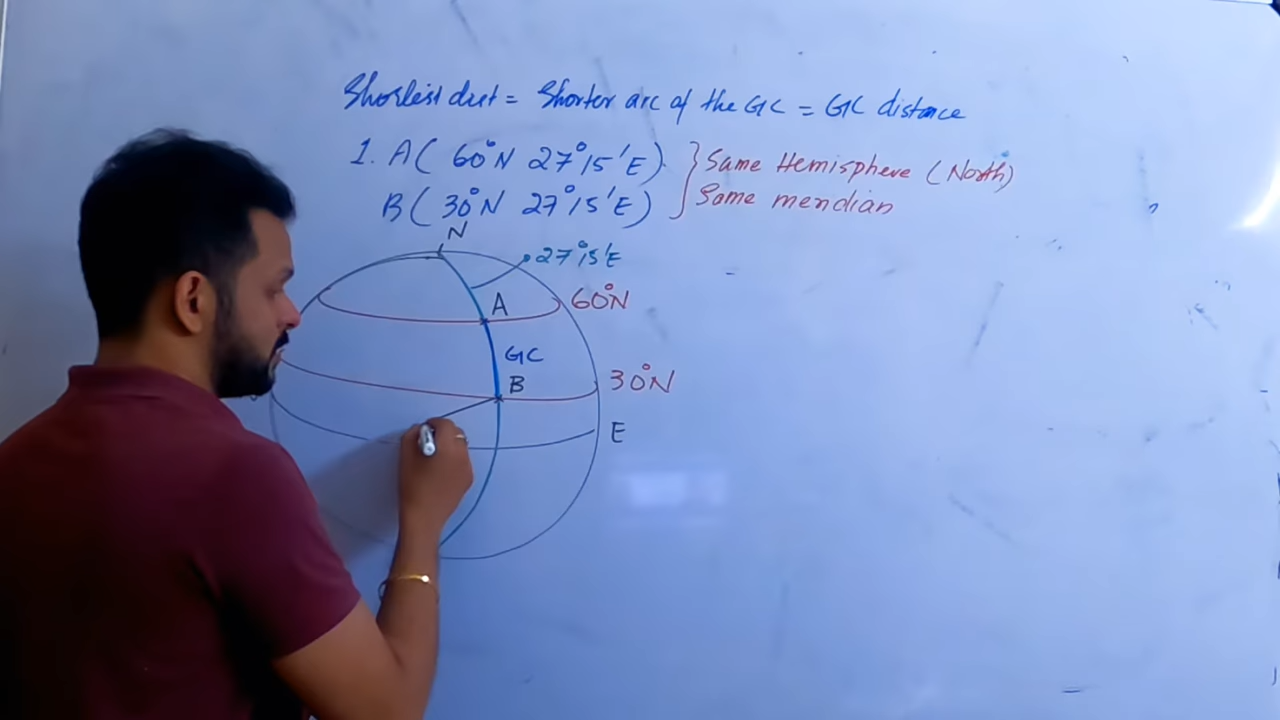 Shortest dist = Shorter arc of the GC = GC distance
1. A( 60°N 27°15'E) } Same Hemisphere (North)
B( 30°N 27°15'E) Same meridian
N
27°15'E
A
60°N
GC
B
30°N
E